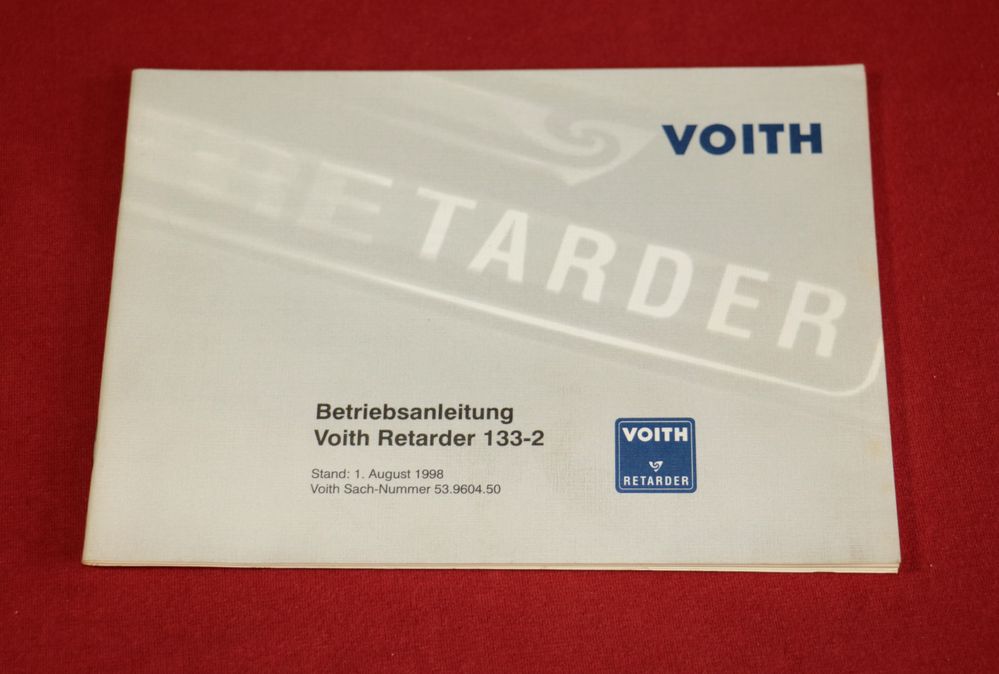 VOITH
RETARDER
Betriebsanleitung
Voith Retarder 133-2
Stand: 1. August 1998
Voith Sach-Nummer 53.9604.50
VOITH
RETARDER